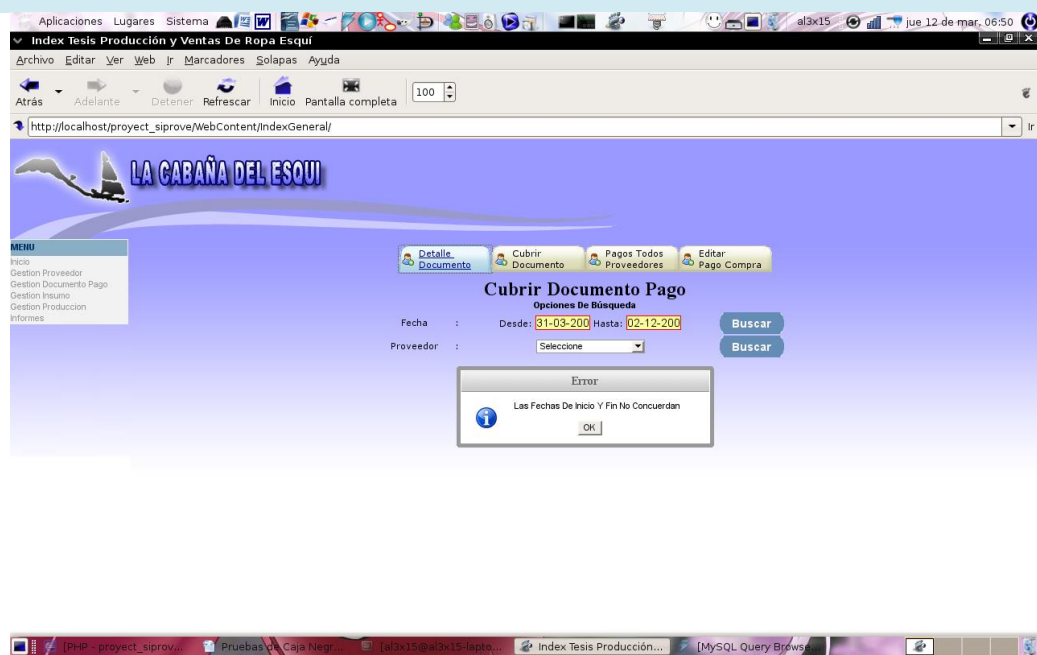 Aplicaciones Lugares Sistema al3x15 jue 12 de mar, 06:50
Index Tesis Producción y Ventas De Ropa Esquí
Archivo Editar Ver Web Ir Marcadores Solapas Ayuda
Atrás Adelante Detener Refrescar Inicio Pantalla completa 100
http://localhost/proyect_siprove/WebContent/IndexGeneral/ Ir
LA CABAÑA DEL ESQUI
MENU
Inicio
Gestion Proveedor
Gestion Documento Pago
Gestion Insumo
Gestion Produccion
Informes
Detalle Documento
Cubrir Documento
Pagos Todos Proveedores
Editar Pago Compra
Cubrir Documento Pago
Opciones De Búsqueda
Fecha : Desde: 31-03-200 Hasta: 02-12-200 Buscar
Proveedor : Seleccione Buscar
Error
Las Fechas De Inicio Y Fin No Concuerdan
OK
[PHP - proyect_siprov... Pruebas de Caja Negr... [al3x15@al3x15-lapto... Index Tesis Producción... [MySQL Query Browse